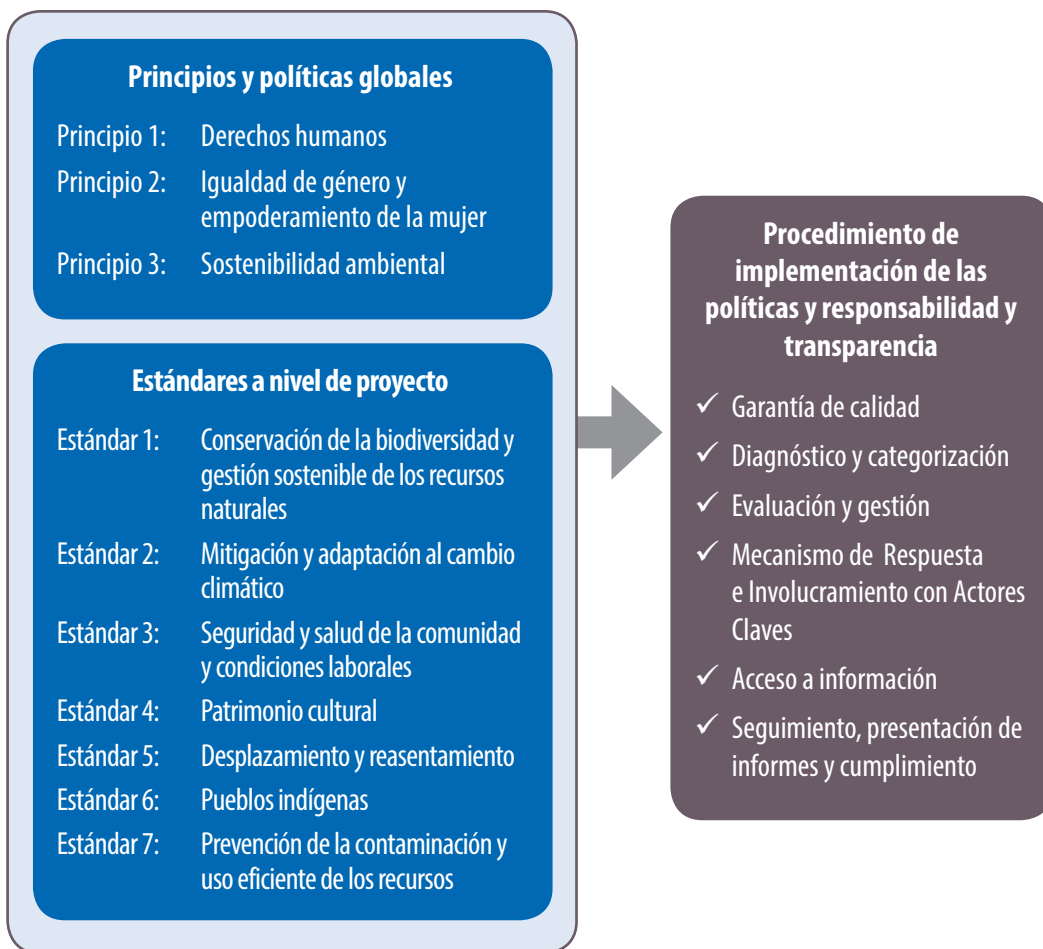 Principios y políticas globales
Principio 1: Derechos humanos
Principio 2: Igualdad de género y
empoderamiento de la mujer
Principio 3: Sostenibilidad ambiental
Estándares a nivel de proyecto
Estándar 1: Conservación de la biodiversidad y
gestión sostenible de los recursos
naturales
Estándar 2: Mitigación y adaptación al cambio
climático
Estándar 3: Seguridad y salud de la comunidad
y condiciones laborales
Estándar 4: Patrimonio cultural
Estándar 5: Desplazamiento y reasentamiento
Estándar 6: Pueblos indígenas
Estándar 7: Prevención de la contaminación y
uso eficiente de los recursos
Procedimiento de
implementación de las
políticas y responsabilidad y
transparencia
✓ Garantía de calidad
✓ Diagnóstico y categorización
✓ Evaluación y gestión
✓ Mecanismo de Respuesta
e Involucramiento con Actores
Claves
✓ Acceso a información
✓ Seguimiento, presentación de
informes y cumplimiento